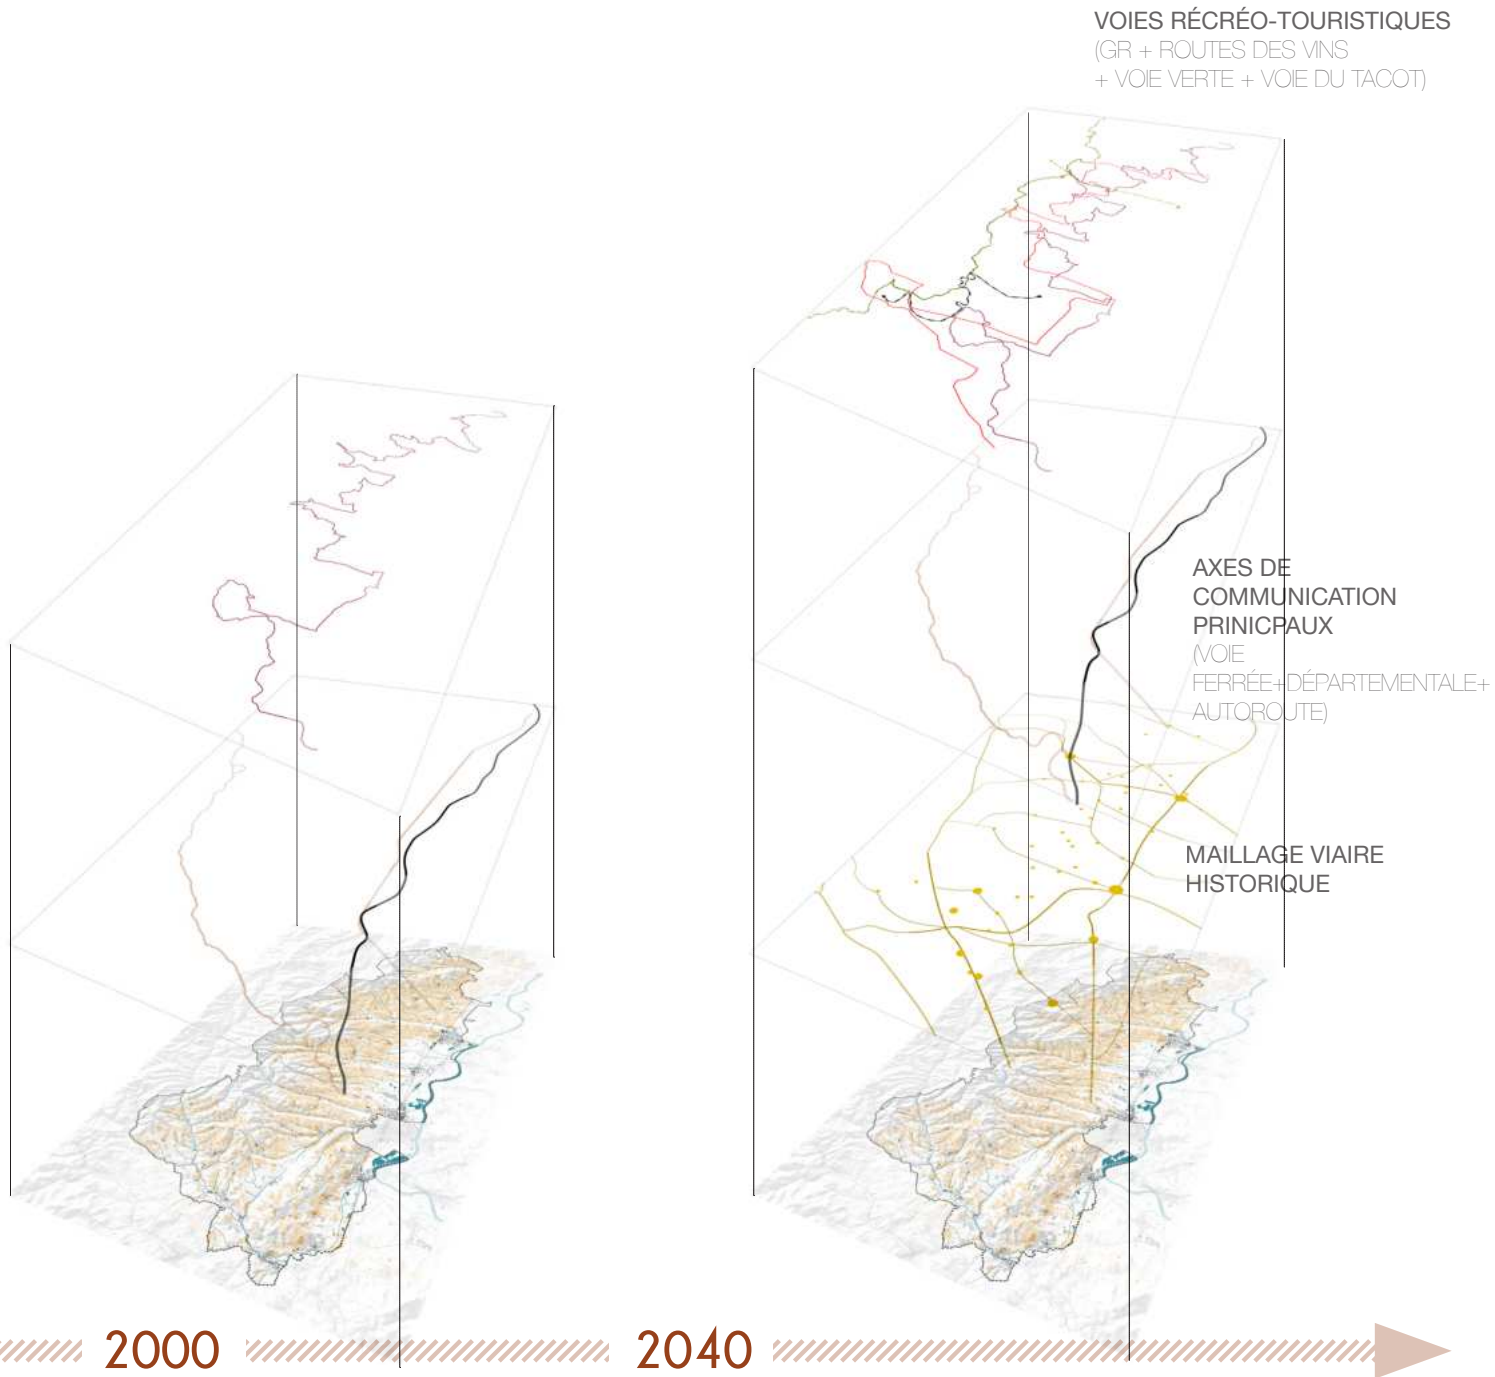 VOIES RÉCRÉO-TOURISTIQUES
(GR + ROUTES DES VINS
+ VOIE VERTE + VOIE DU TACOT)
AXES DE
COMMUNICATION
PRINICPAUX
(VOIE
FERRÉE+DÉPARTEMENTALE+
AUTOROUTE)
MAILLAGE VIAIRE
HISTORIQUE
2000
2040